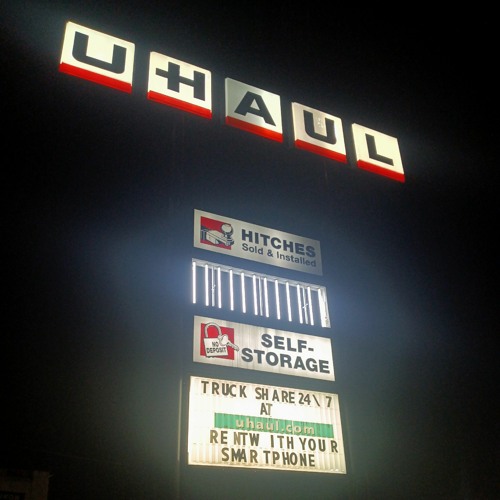 UHAUL
HITCHES
Sold & Installed
NO
DEPOSIT
SELF-
STORAGE
TRUCK SHARE 24\7
AT
uhaul.com
RENTW ITH YOUR
SMARTPHONE